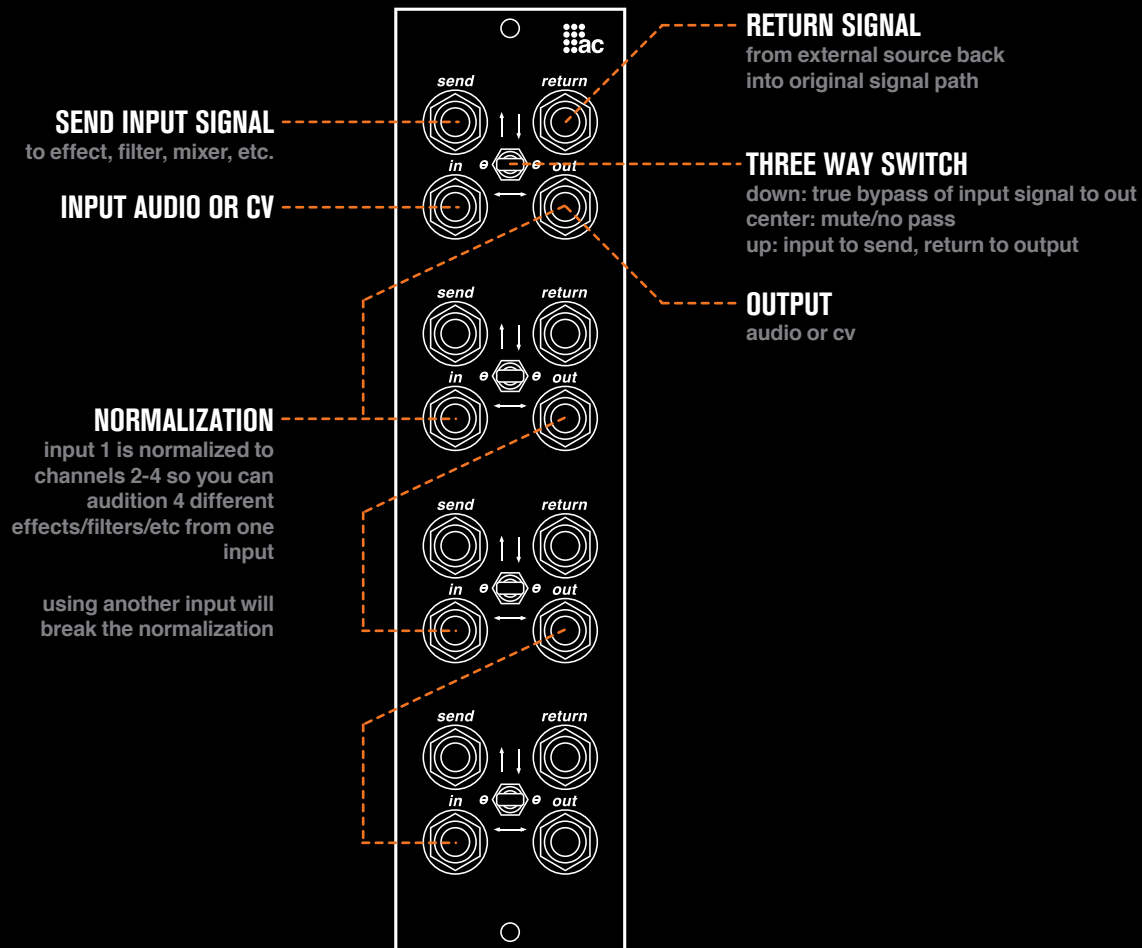 ac
send return
in out
send return
in out
send return
in out
send return
in out
SEND INPUT SIGNAL
to effect, filter, mixer, etc.
INPUT AUDIO OR CV
NORMALIZATION
input 1 is normalized to
channels 2-4 so you can
audition 4 different
effects/filters/etc from one
input
using another input will
break the normalization
RETURN SIGNAL
from external source back
into original signal path
THREE WAY SWITCH
down: true bypass of input signal to out
center: mute/no pass
up: input to send, return to output
OUTPUT
audio or cv